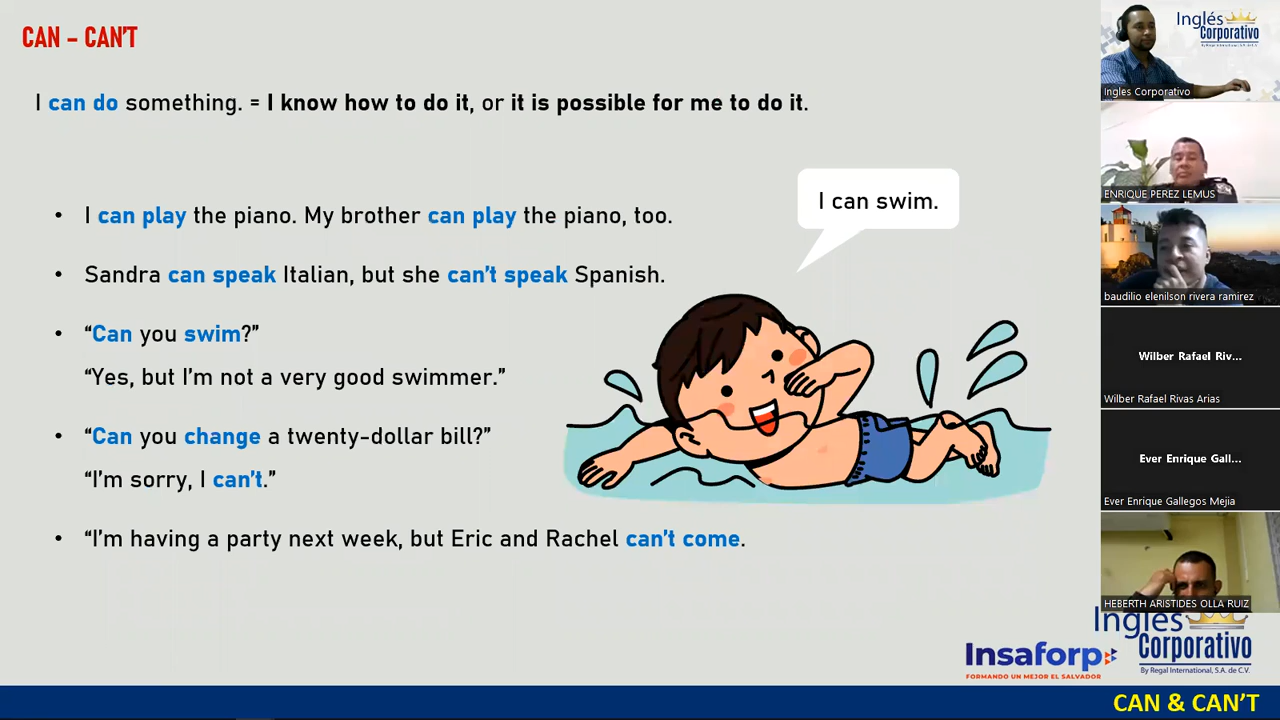 CAN – CAN'T
I can do something. = I know how to do it, or it is possible for me to do it.
I can swim.
• I can play the piano. My brother can play the piano, too.
• Sandra can speak Italian, but she can't speak Spanish.
• “Can you swim?”
“Yes, but I'm not a very good swimmer.”
• “Can you change a twenty-dollar bill?”
“I'm sorry, I can't.”
• “I'm having a party next week, but Eric and Rachel can't come.
Inglés
Corporativo
Ingles Corporativo
ENRIQUE PEREZ LEMUS
baudilio elenilson rivera ramirez
Wilber Rafael Riv...
Wilber Rafael Rivas Arias
Ever Enrique Gall...
Ever Enrique Gallegos Mejia
HEBERTH ARISTIDES OLLA RUIZ
Inglés
Corporativo
By Regal International, S.A. de C.V.
Insaforp
FORMANDO UN MEJOR EL SALVADOR
CAN & CAN'T